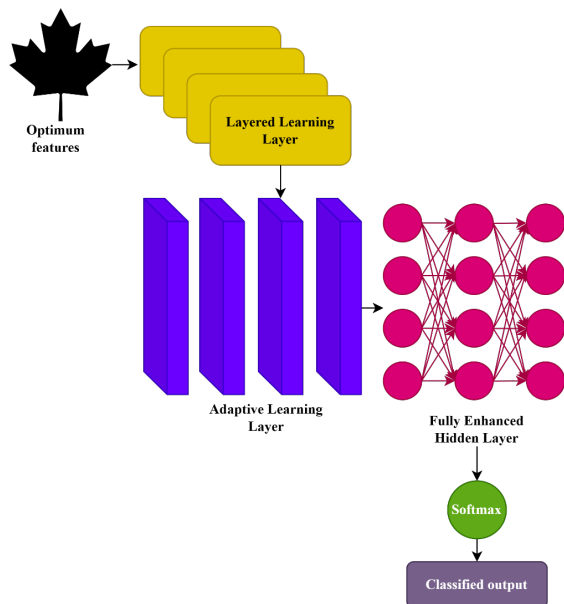 Optimum
features
Layered Learning
Layer
Adaptive Learning
Layer
Fully Enhanced
Hidden Layer
Softmax
Classified output